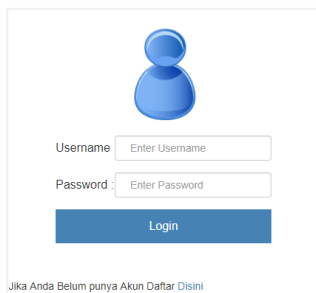 Username Enter Username
Password : Enter Password
Login
Jika Anda Belum punya Akun Daftar Disini